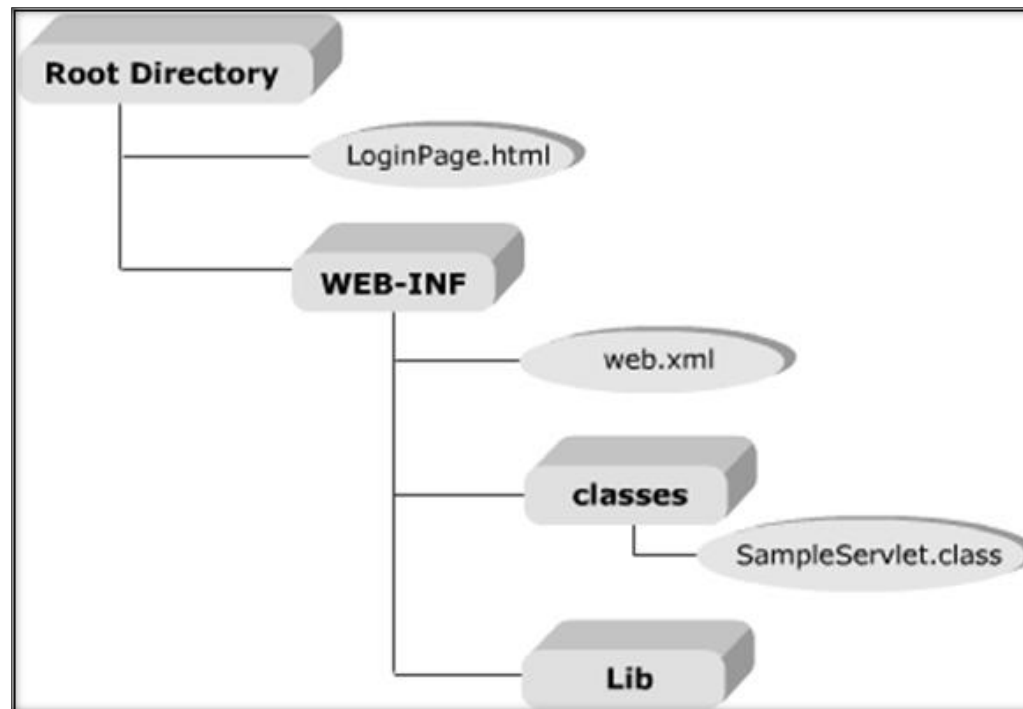 Root Directory
LoginPage.html
WEB-INF
web.xml
classes
SampleServlet.class
Lib